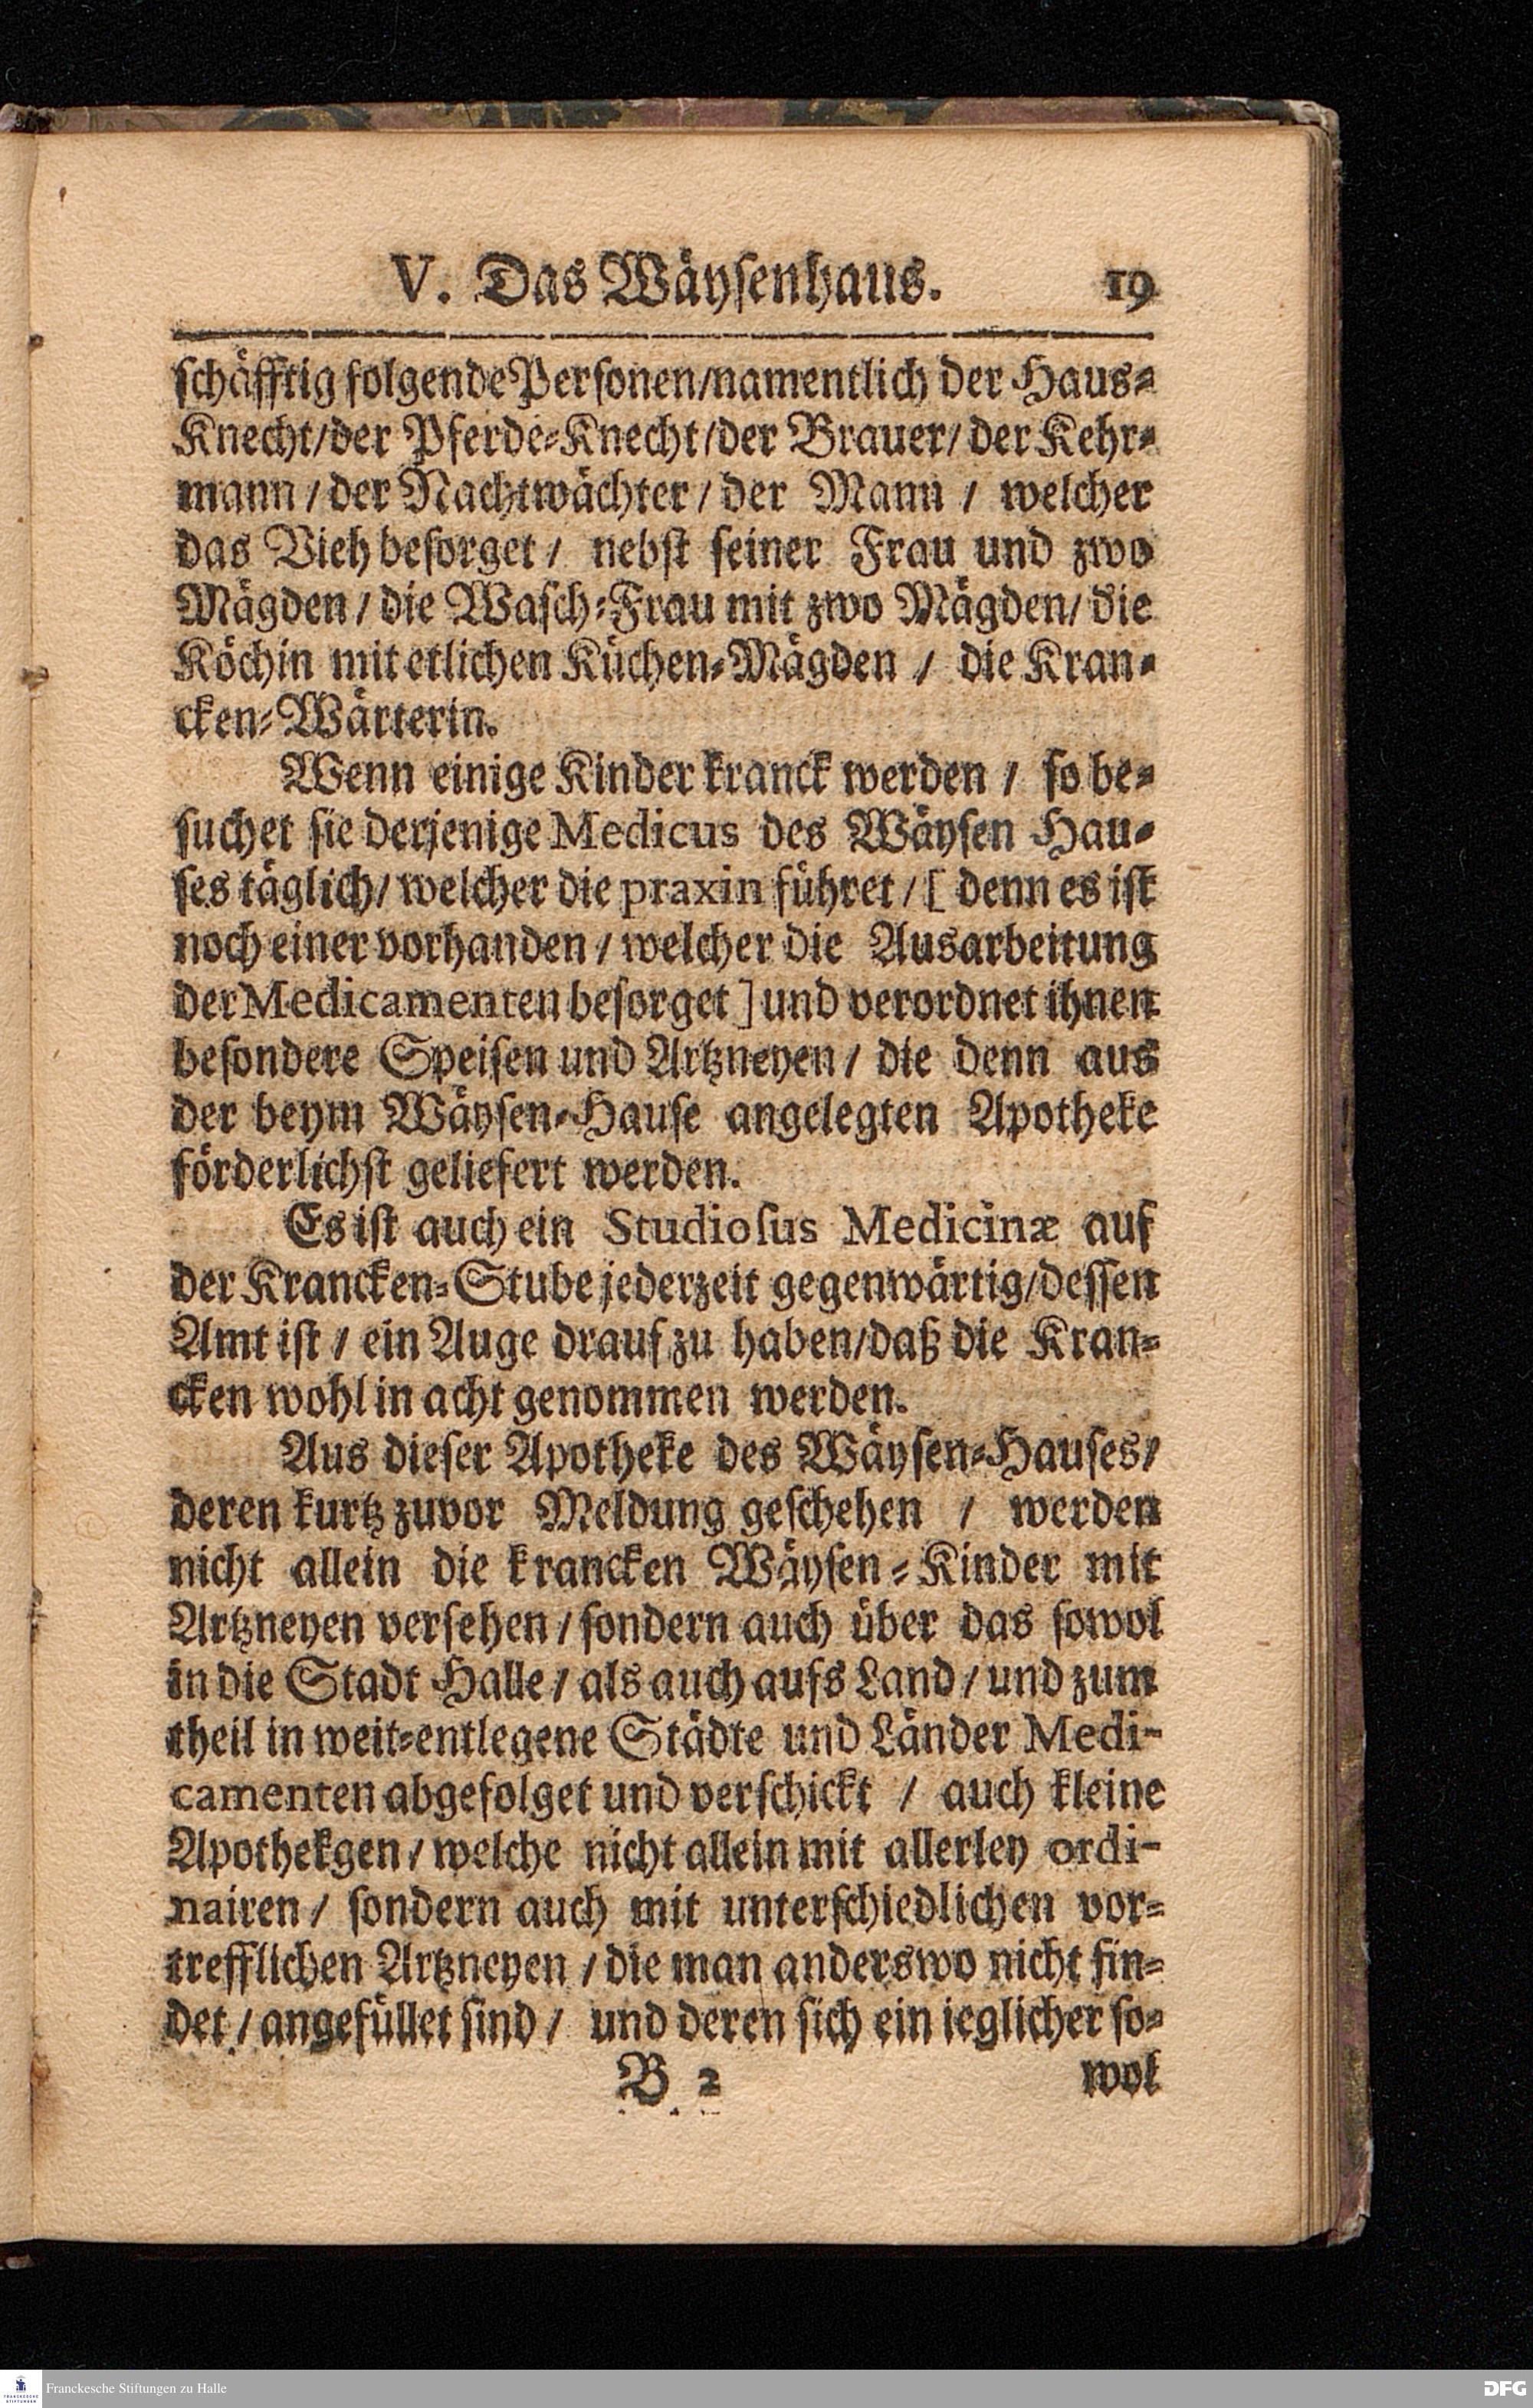 V. Das Wäysenhaus. 19
schäfftig folgende Personen/namentlich der Haus-
Knecht/der Pferde-Knecht/der Brauer/der Kehr-
mann/der Nachtwächter/der Mann / welcher
das Vieh besorget / nebst seiner Frau und zwo
Mägden/die Wasch-Frau mit zwo Mägden/die
Köchin mit etlichen Küchen-Mägden / die Kran-
cken-Wärterin.
Wenn einige Kinder kranck werden / so be-
suchet sie derjenige Medicus des Wäysen Hau-
ses täglich/welcher die praxin führet/[ denn es ist
noch einer vorhanden/welcher die Ausarbeitung
der Medicamenten besorget ] und verordnet ihnen
besondere Speisen und Artzneyen/ die denn aus
der beym Wäysen-Hause angelegten Apotheke
förderlichst geliefert werden.
Es ist auch ein Studiosus Medicinæ auf
der Krancken-Stube jederzeit gegenwärtig/dessen
Amt ist / ein Auge drauf zu haben/daß die Kran-
cken wohl in acht genommen werden.
Aus dieser Apotheke des Wäysen-Hauses/
deren kurtz zuvor Meldung geschehen / werden
nicht allein die krancken Wäysen-Kinder mit
Artzneyen versehen/sondern auch über das sowol
in die Stadt Halle/als auch aufs Land/und zum
theil in weit-entlegene Städte und Länder Medi-
camenten abgefolget und verschickt / auch kleine
Apothekgen/welche nicht allein mit allerley ordi-
nairen/ sondern auch mit unterschiedlichen vor-
trefflichen Artzneyen/die man anderswo nicht fin-
det/angefüllet sind/ und deren sich ein ieglicher so-
B 2 wol
Franckesche Stiftungen zu Halle
FRANCKESCHE STIFTUNGEN
DFG